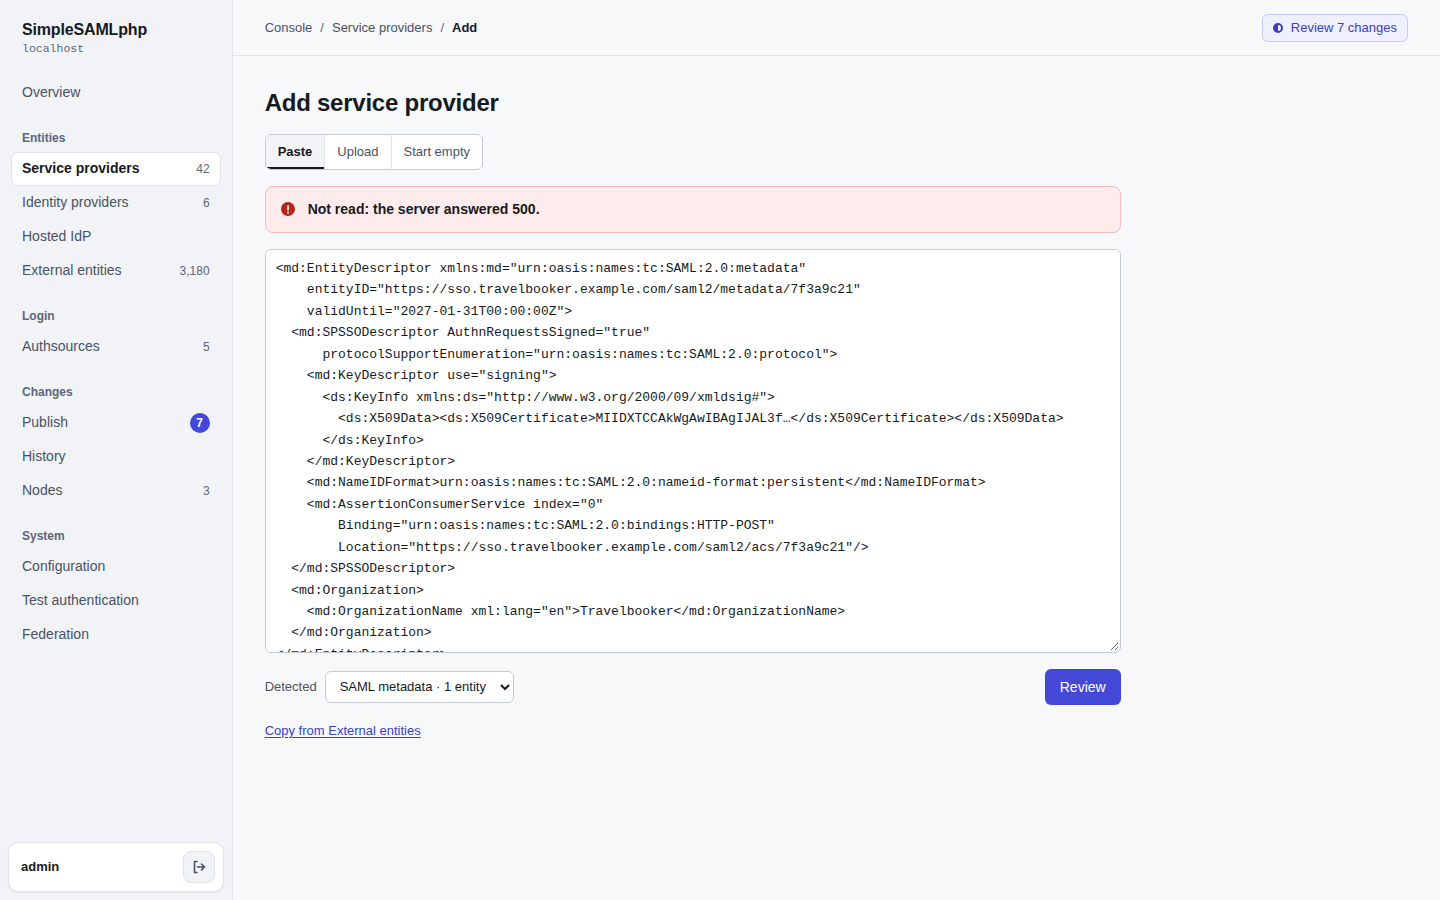 SimpleSAMLphp
localhost
Overview
Entities
Service providers 42
Identity providers 6
Hosted IdP
External entities 3,180
Login
Authsources 5
Changes
Publish 7
History
Nodes 3
System
Configuration
Test authentication
Federation
admin
Console / Service providers / Add
Review 7 changes
Add service provider
Paste Upload Start empty
Not read: the server answered 500.
<md:EntityDescriptor xmlns:md="urn:oasis:names:tc:SAML:2.0:metadata"
entityID="https://sso.travelbooker.example.com/saml2/metadata/7f3a9c21"
validUntil="2027-01-31T00:00:00Z">
<md:SPSSODescriptor AuthnRequestsSigned="true"
protocolSupportEnumeration="urn:oasis:names:tc:SAML:2.0:protocol">
<md:KeyDescriptor use="signing">
<ds:KeyInfo xmlns:ds="http://www.w3.org/2000/09/xmldsig#">
<ds:X509Data><ds:X509Certificate>MIIDXTCCAkWgAwIBAgIJAL3f…</ds:X509Certificate></ds:X509Data>
</ds:KeyInfo>
</md:KeyDescriptor>
<md:NameIDFormat>urn:oasis:names:tc:SAML:2.0:nameid-format:persistent</md:NameIDFormat>
<md:AssertionConsumerService index="0"
Binding="urn:oasis:names:tc:SAML:2.0:bindings:HTTP-POST"
Location="https://sso.travelbooker.example.com/saml2/acs/7f3a9c21"/>
</md:SPSSODescriptor>
<md:Organization>
<md:OrganizationName xml:lang="en">Travelbooker</md:OrganizationName>
</md:Organization>
</md:EntityDescriptor>
Detected SAML metadata · 1 entity
Review
Copy from External entities